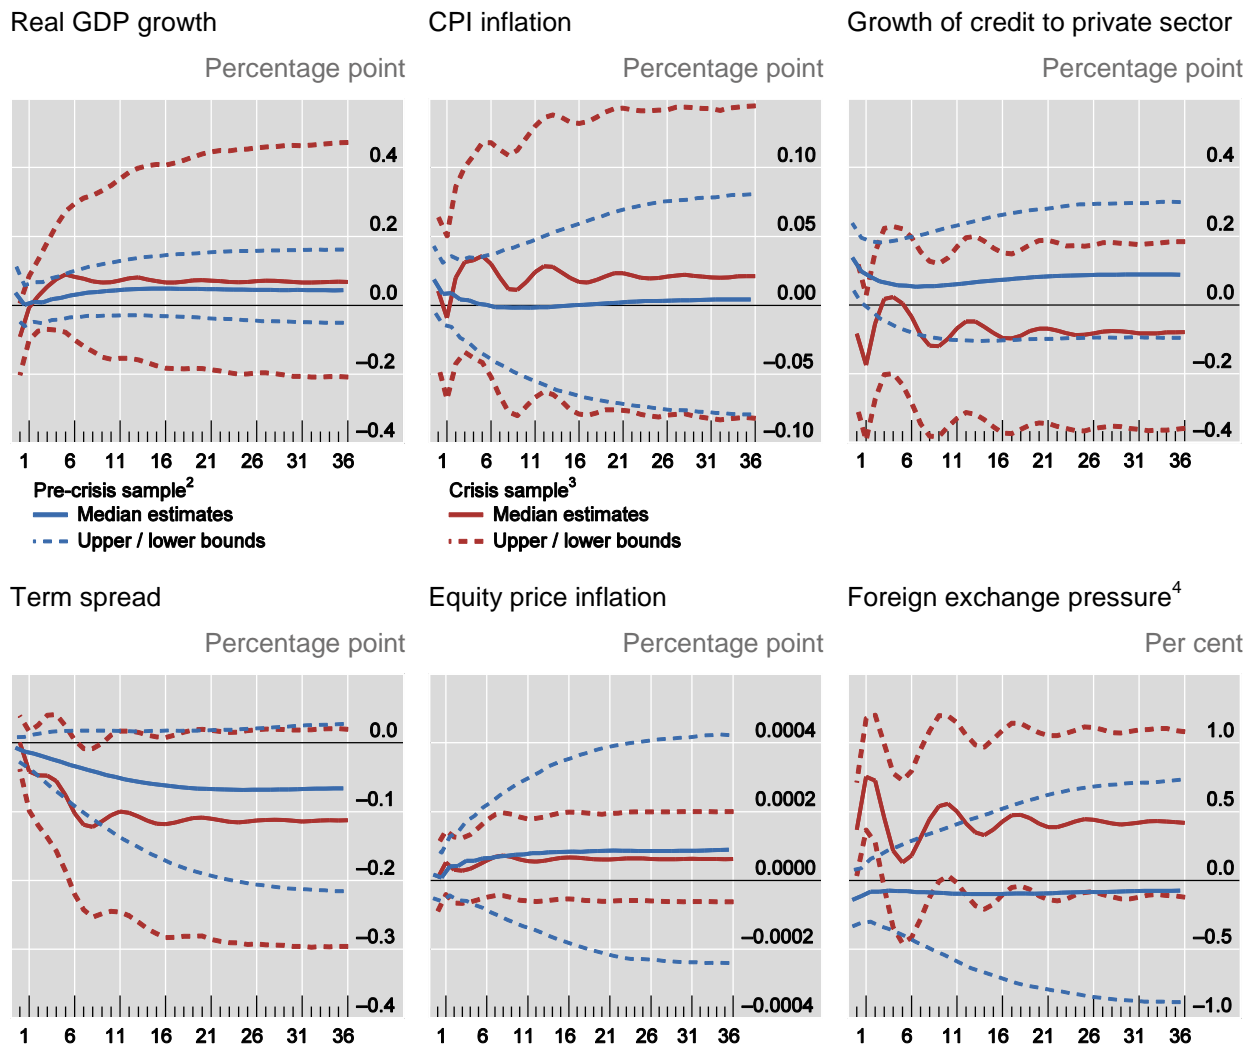 Real GDP growth
Percentage point
0.4
0.2
0.0
–0.2
–0.4
1 6 11 16 21 26 31 36
CPI inflation
Percentage point
0.10
0.05
0.00
–0.05
–0.10
1 6 11 16 21 26 31 36
Growth of credit to private sector
Percentage point
0.4
0.2
0.0
–0.2
–0.4
1 6 11 16 21 26 31 36
Pre-crisis sample²
Median estimates
Upper / lower bounds
Crisis sample³
Median estimates
Upper / lower bounds
Term spread
Percentage point
0.0
–0.1
–0.2
–0.3
–0.4
1 6 11 16 21 26 31 36
Equity price inflation
Percentage point
0.0004
0.0002
0.0000
–0.0002
–0.0004
1 6 11 16 21 26 31 36
Foreign exchange pressure⁴
Per cent
1.0
0.5
0.0
–0.5
–1.0
1 6 11 16 21 26 31 36